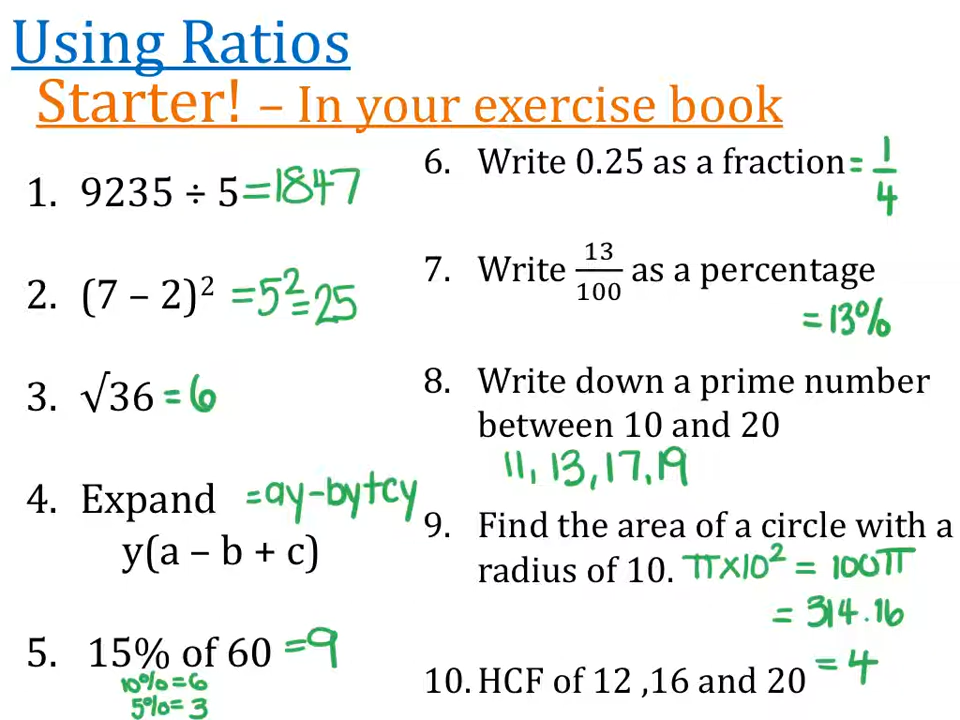 Using Ratios
Starter! – In your exercise book
1. 9235 ÷ 5 = 1847
2. (7 – 2)² = 5² = 25
3. √36 = 6
4. Expand = ay - by + cy
y(a – b + c)
5. 15% of 60 = 9
10% = 6
5% = 3
6. Write 0.25 as a fraction = 1/4
7. Write 13/100 as a percentage
= 13%
8. Write down a prime number
between 10 and 20
11, 13, 17, 19
9. Find the area of a circle with a
radius of 10. π × 10² = 100π
= 314.16
10. HCF of 12 ,16 and 20 = 4